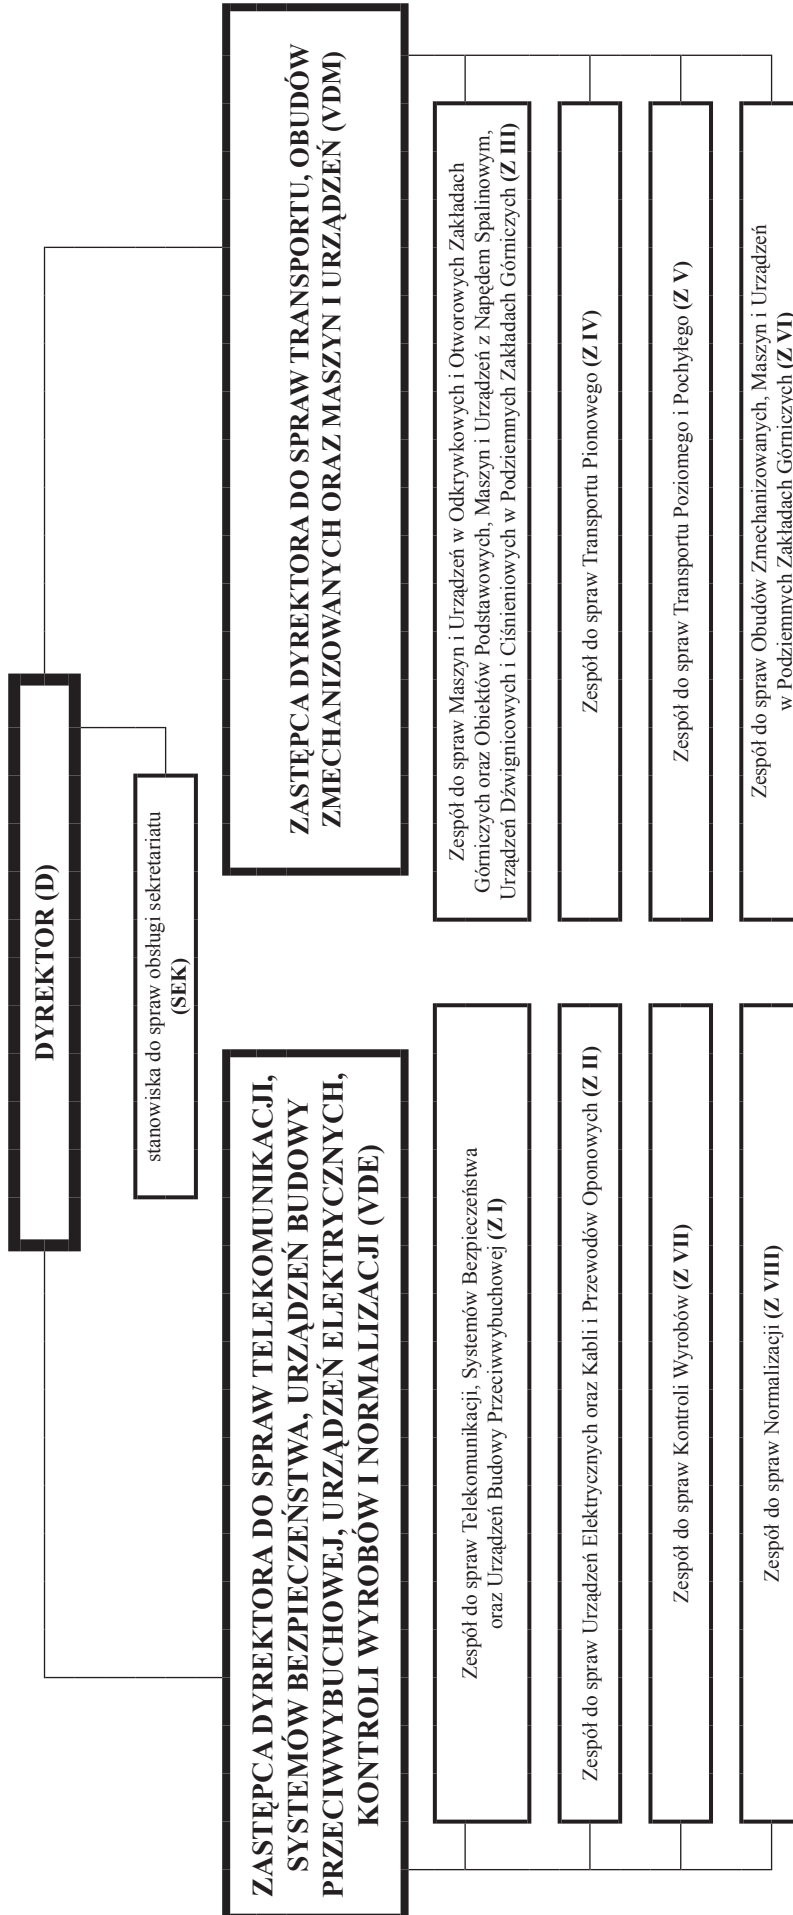 DYREKTOR (D)
stanowiska do spraw obsługi sekretariatu
(SEK)
ZASTĘPCA DYREKTORA DO SPRAW TELEKOMUNIKACJI,
SYSTEMÓW BEZPIECZEŃSTWA, URZĄDZEŃ BUDOWY
PRZECIWWYBUCHOWEJ, URZĄDZEŃ ELEKTRYCZNYCH,
KONTROLI WYROBÓW I NORMALIZACJI (VDE)
Zespół do spraw Telekomunikacji, Systemów Bezpieczeństwa
oraz Urządzeń Budowy Przeciwwybuchowej (Z I)
Zespół do spraw Urządzeń Elektrycznych oraz Kabli i Przewodów Oponowych (Z II)
Zespół do spraw Kontroli Wyrobów (Z VII)
Zespół do spraw Normalizacji (Z VIII)
ZASTĘPCA DYREKTORA DO SPRAW TRANSPORTU, OBUDÓW
ZMECHANIZOWANYCH ORAZ MASZYN I URZĄDZEŃ (VDM)
Zespół do spraw Maszyn i Urządzeń w Odkrywkowych i Otworowych Zakładach
Górniczych oraz Obiektów Podstawowych, Maszyn i Urządzeń z Napędem Spalinowym,
Urządzeń Dźwignicowych i Ciśnieniowych w Podziemnych Zakładach Górniczych (Z III)
Zespół do spraw Transportu Pionowego (Z IV)
Zespół do spraw Transportu Poziomego i Pochyłego (Z V)
Zespół do spraw Obudów Zmechanizowanych, Maszyn i Urządzeń
w Podziemnych Zakładach Górniczych (Z VI)